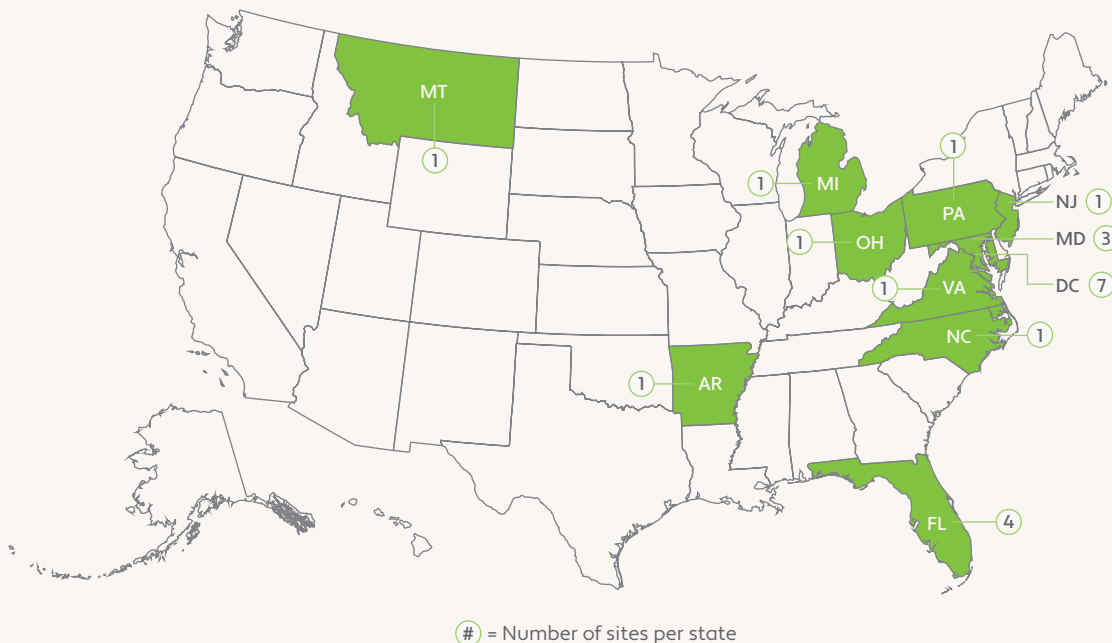 MT
1
1
MI
1
PA
NJ 1
1
OH
MD 3
DC 7
1
VA
NC
1
1
AR
FL
4
# = Number of sites per state